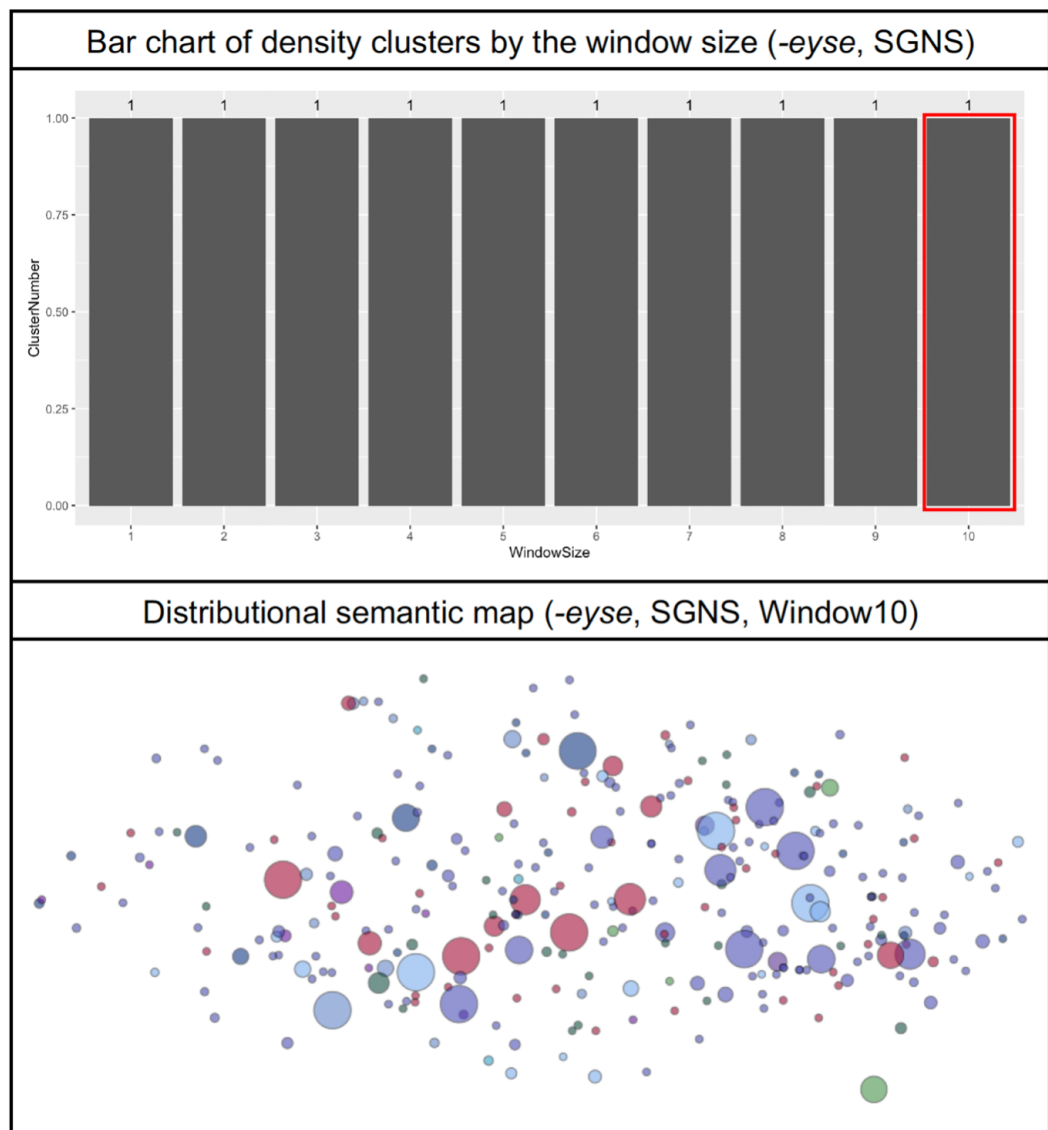 Bar chart of density clusters by the window size (-eyse, SGNS)
1 1 1 1 1 1 1 1 1 1
1.00
0.75
0.50
0.25
0.00
ClusterNumber
1 2 3 4 5 6 7 8 9 10
WindowSize
Distributional semantic map (-eyse, SGNS, Window10)